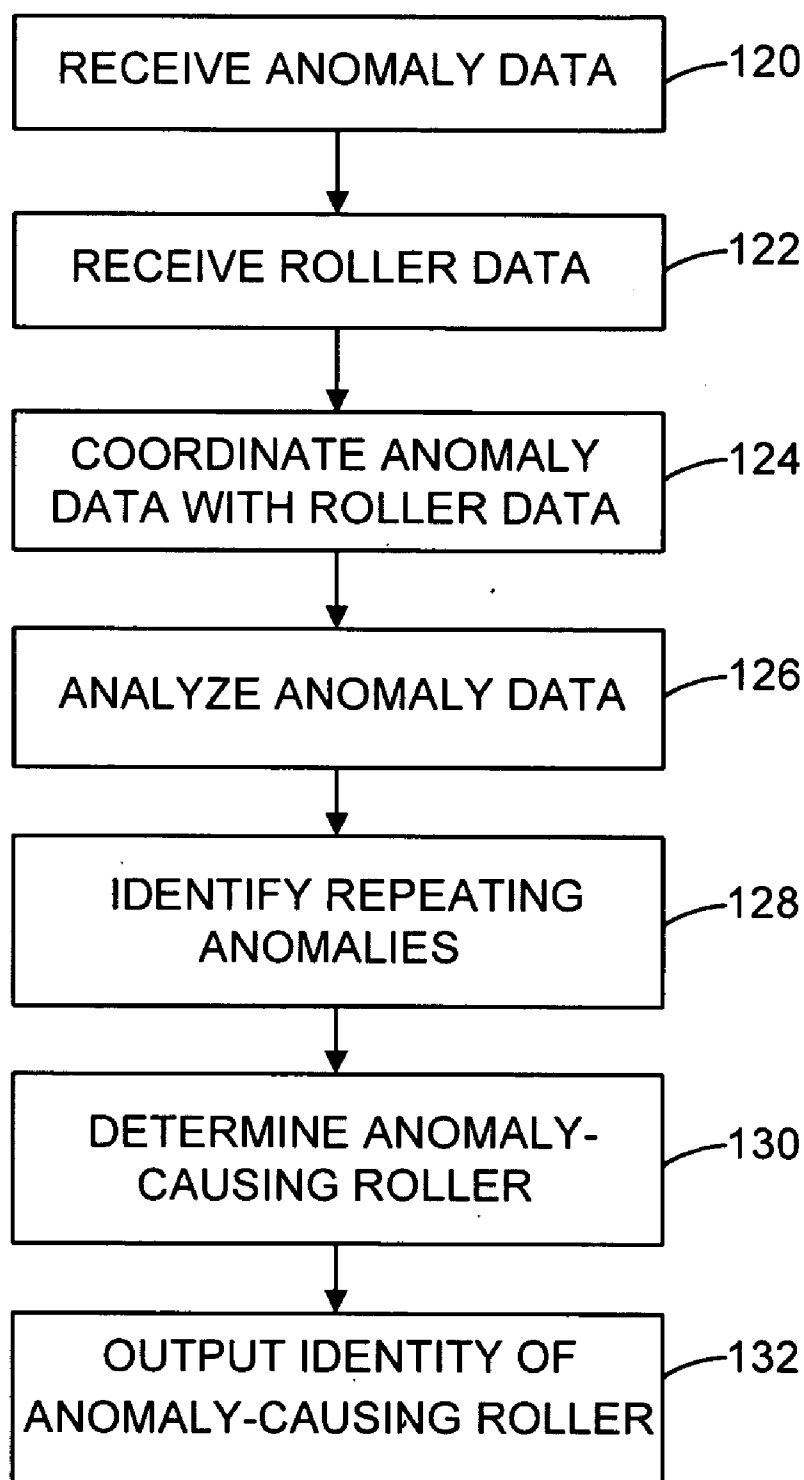 RECEIVE ANOMALY DATA
120
RECEIVE ROLLER DATA
122
COORDINATE ANOMALY
DATA WITH ROLLER DATA
124
ANALYZE ANOMALY DATA
126
IDENTIFY REPEATING
ANOMALIES
128
DETERMINE ANOMALY-
CAUSING ROLLER
130
OUTPUT IDENTITY OF
ANOMALY-CAUSING ROLLER
132